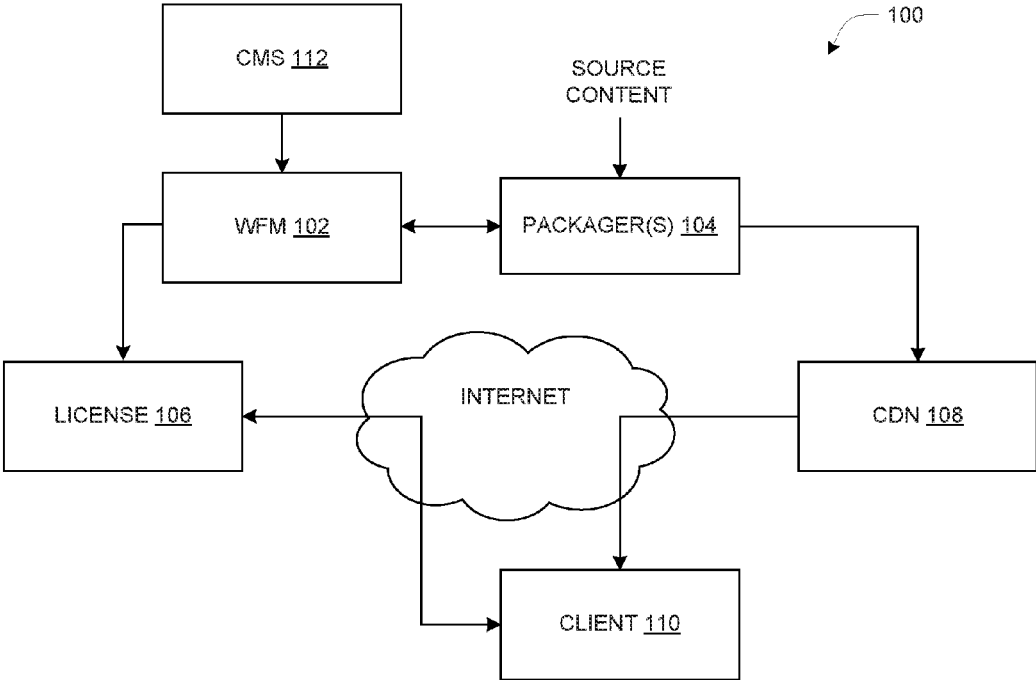 100
CMS 112
SOURCE
CONTENT
WFM 102
PACKAGER(S) 104
INTERNET
LICENSE 106
CDN 108
CLIENT 110